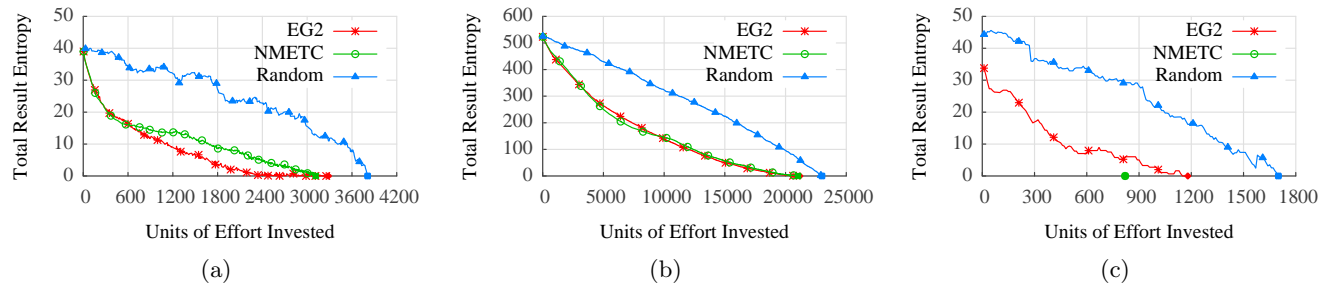 Total Result Entropy
50
40
30
20
10
0
0 600 1200 1800 2400 3000 3600 4200
EG2
NMETC
Random
Units of Effort Invested
(a)
Total Result Entropy
600
500
400
300
200
100
0
0 5000 10000 15000 20000 25000
EG2
NMETC
Random
Units of Effort Invested
(b)
Total Result Entropy
50
40
30
20
10
0
0 300 600 900 1200 1500 1800
EG2
NMETC
Random
Units of Effort Invested
(c)